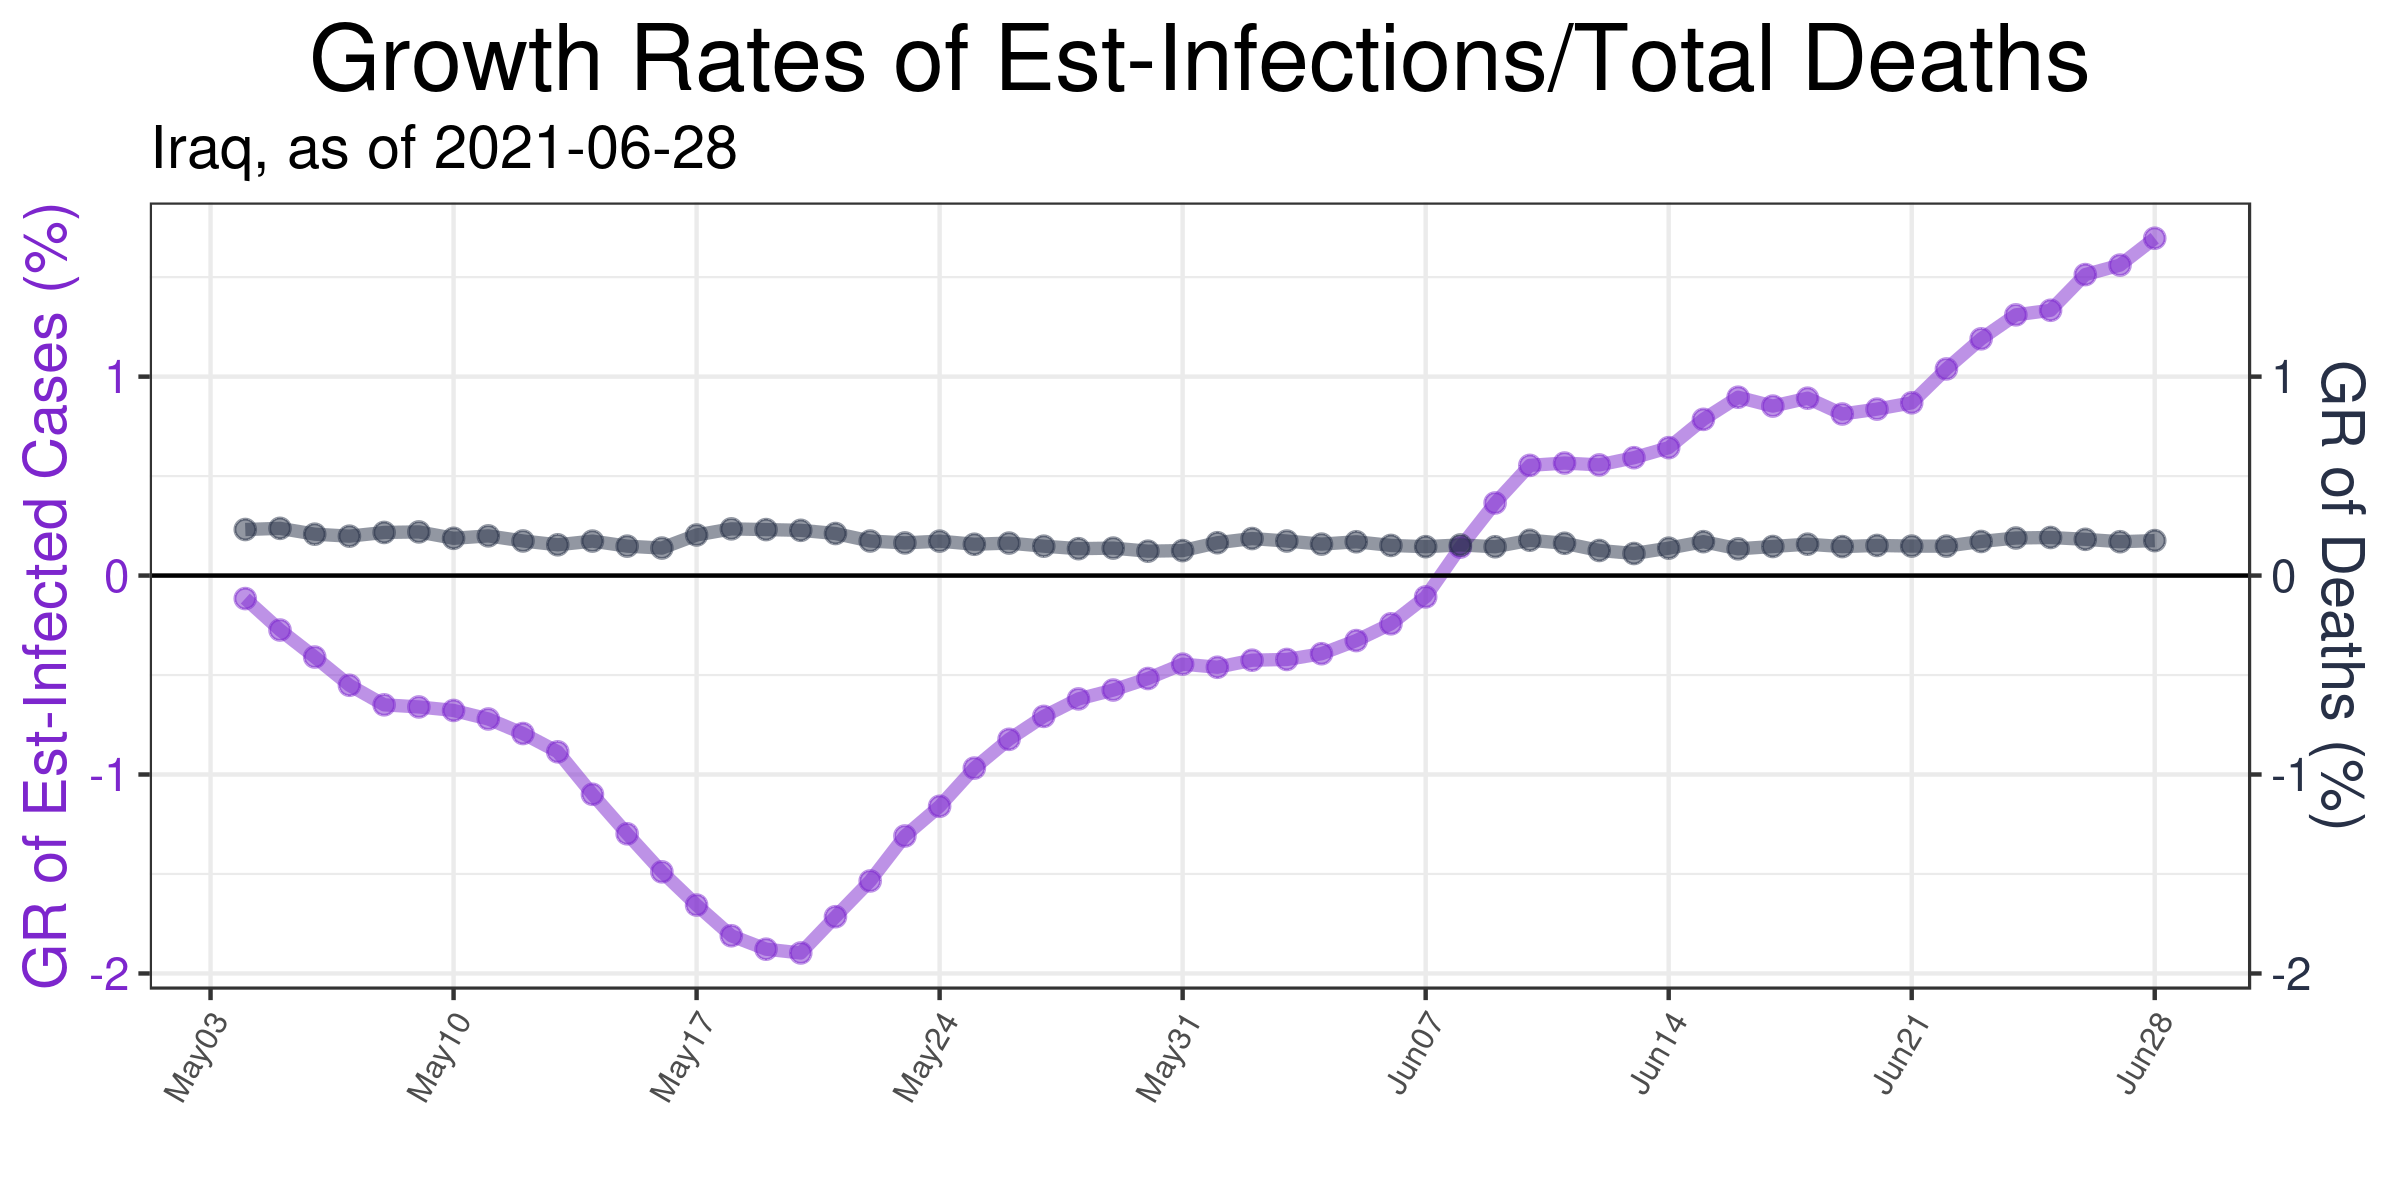 Growth Rates of Est-Infections/Total Deaths
Iraq, as of 2021-06-28
GR of Est-Infected Cases (%)
1
0
-1
-2
1
0
-1
-2
GR of Deaths (%)
May03
May10
May17
May24
May31
Jun07
Jun14
Jun21
Jun28